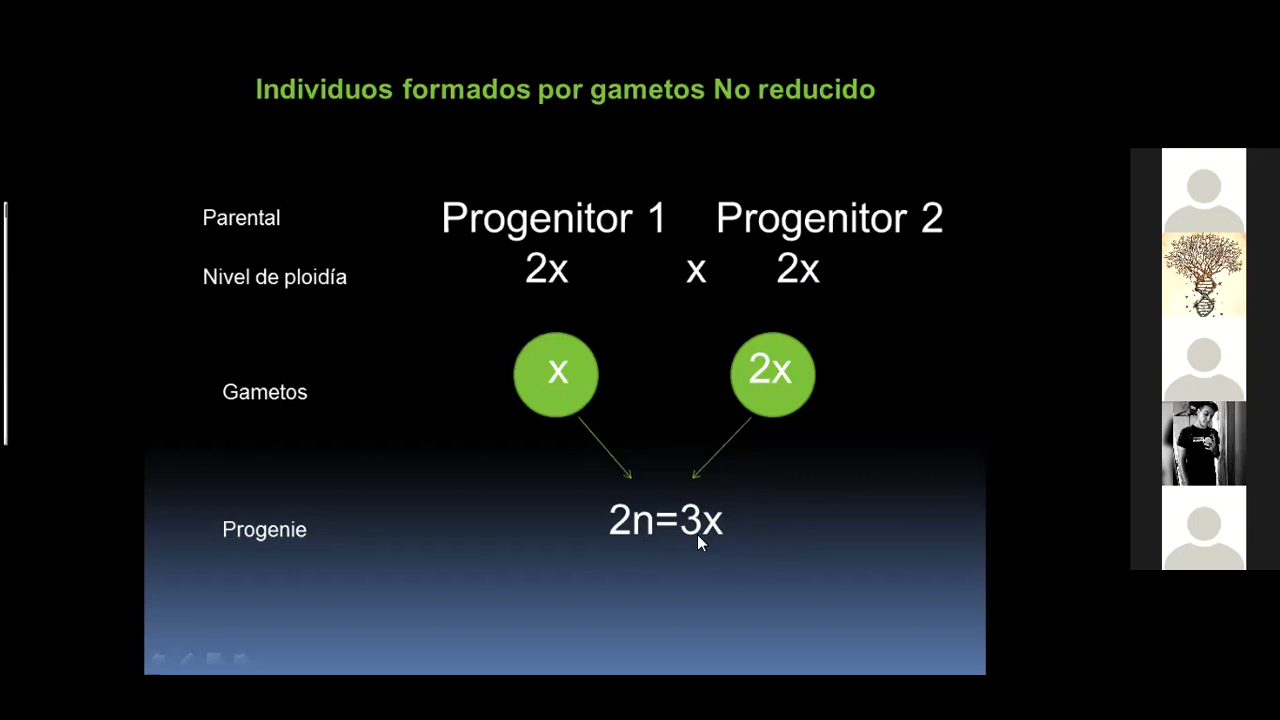 Individuos formados por gametos No reducido
Parental
Progenitor 1
Progenitor 2
Nivel de ploidía
2x
x
2x
Gametos
x
2x
Progenie
2n=3x